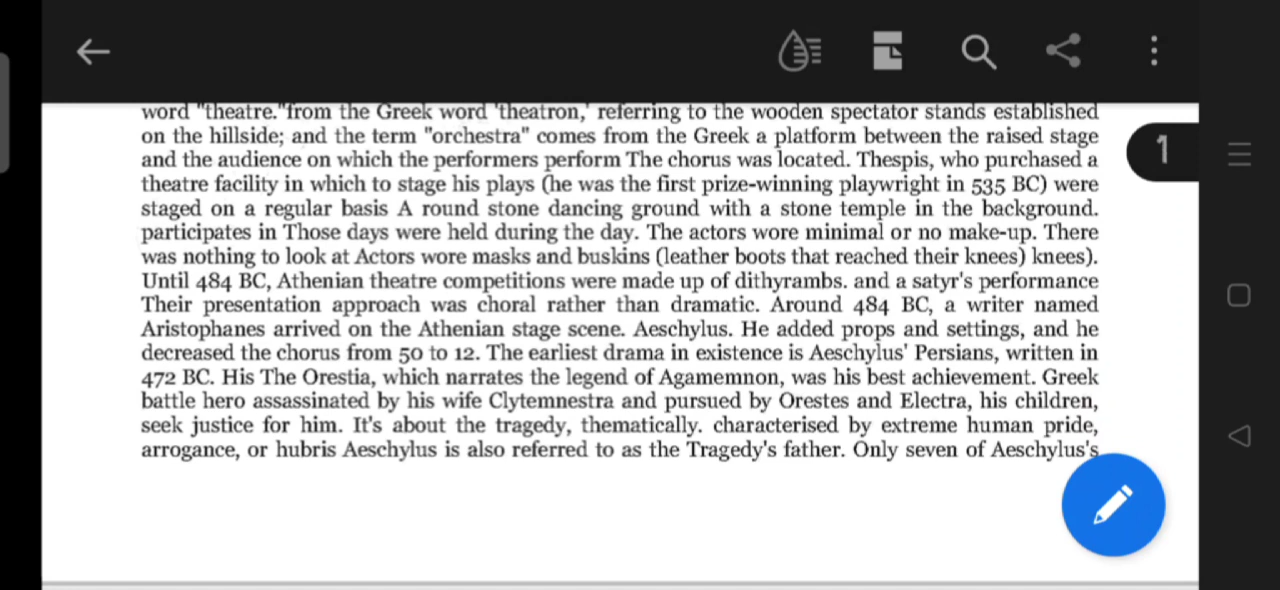 word "theatre."from the Greek word 'theatron,' referring to the wooden spectator stands established
on the hillside; and the term "orchestra" comes from the Greek a platform between the raised stage
and the audience on which the performers perform The chorus was located. Thespis, who purchased a
theatre facility in which to stage his plays (he was the first prize-winning playwright in 535 BC) were
staged on a regular basis A round stone dancing ground with a stone temple in the background.
participates in Those days were held during the day. The actors wore minimal or no make-up. There
was nothing to look at Actors wore masks and buskins (leather boots that reached their knees) knees).
Until 484 BC, Athenian theatre competitions were made up of dithyrambs. and a satyr's performance
Their presentation approach was choral rather than dramatic. Around 484 BC, a writer named
Aristophanes arrived on the Athenian stage scene. Aeschylus. He added props and settings, and he
decreased the chorus from 50 to 12. The earliest drama in existence is Aeschylus' Persians, written in
472 BC. His The Orestia, which narrates the legend of Agamemnon, was his best achievement. Greek
battle hero assassinated by his wife Clytemnestra and pursued by Orestes and Electra, his children,
seek justice for him. It's about the tragedy, thematically. characterised by extreme human pride,
arrogance, or hubris Aeschylus is also referred to as the Tragedy's father. Only seven of Aeschylus's
1